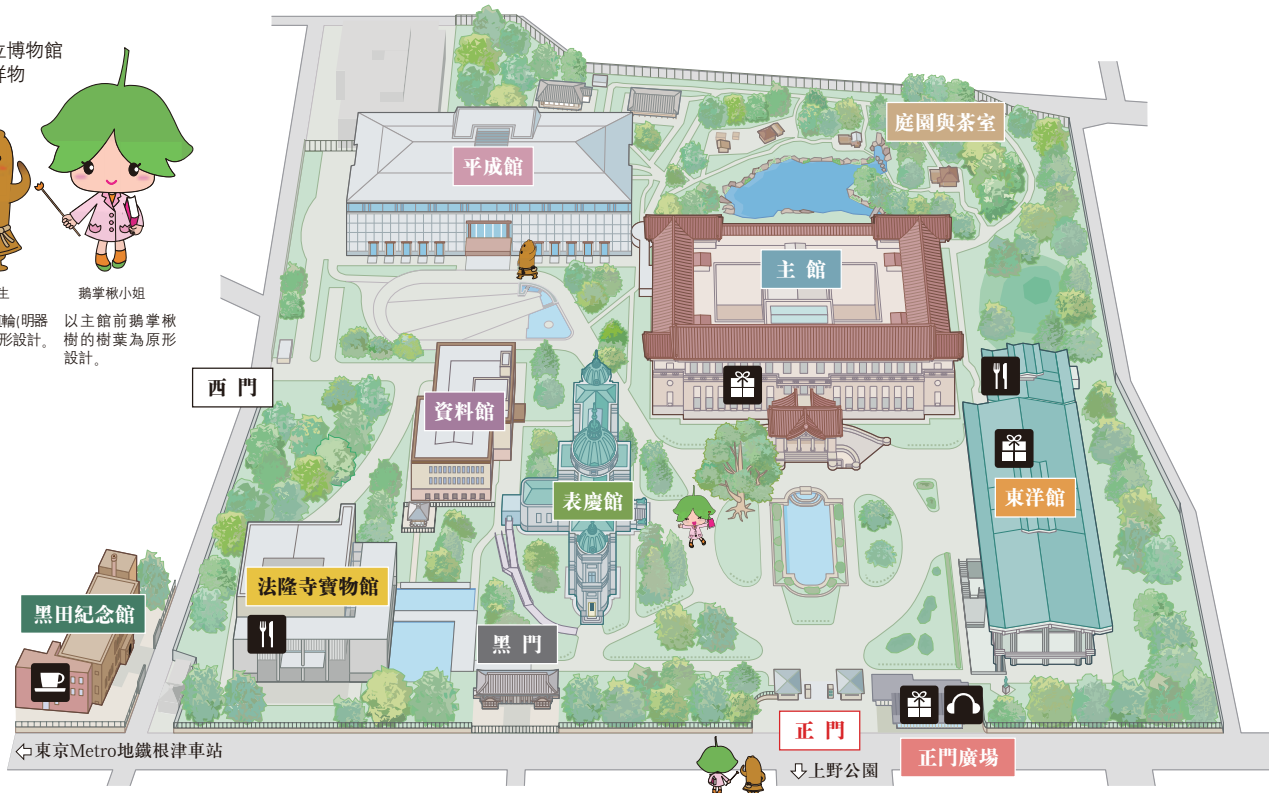 立博物館
祥物
生
鵝掌楸小姐
輪(明器
形設計。
以主館前鵝掌楸
樹的樹葉為原形
設計。
庭園與茶室
平成館
主館
西門
資料館
表慶館
東洋館
法隆寺寶物館
黑田紀念館
黑門
正門
正門廣場
東京Metro地鐵根津車站
上野公園